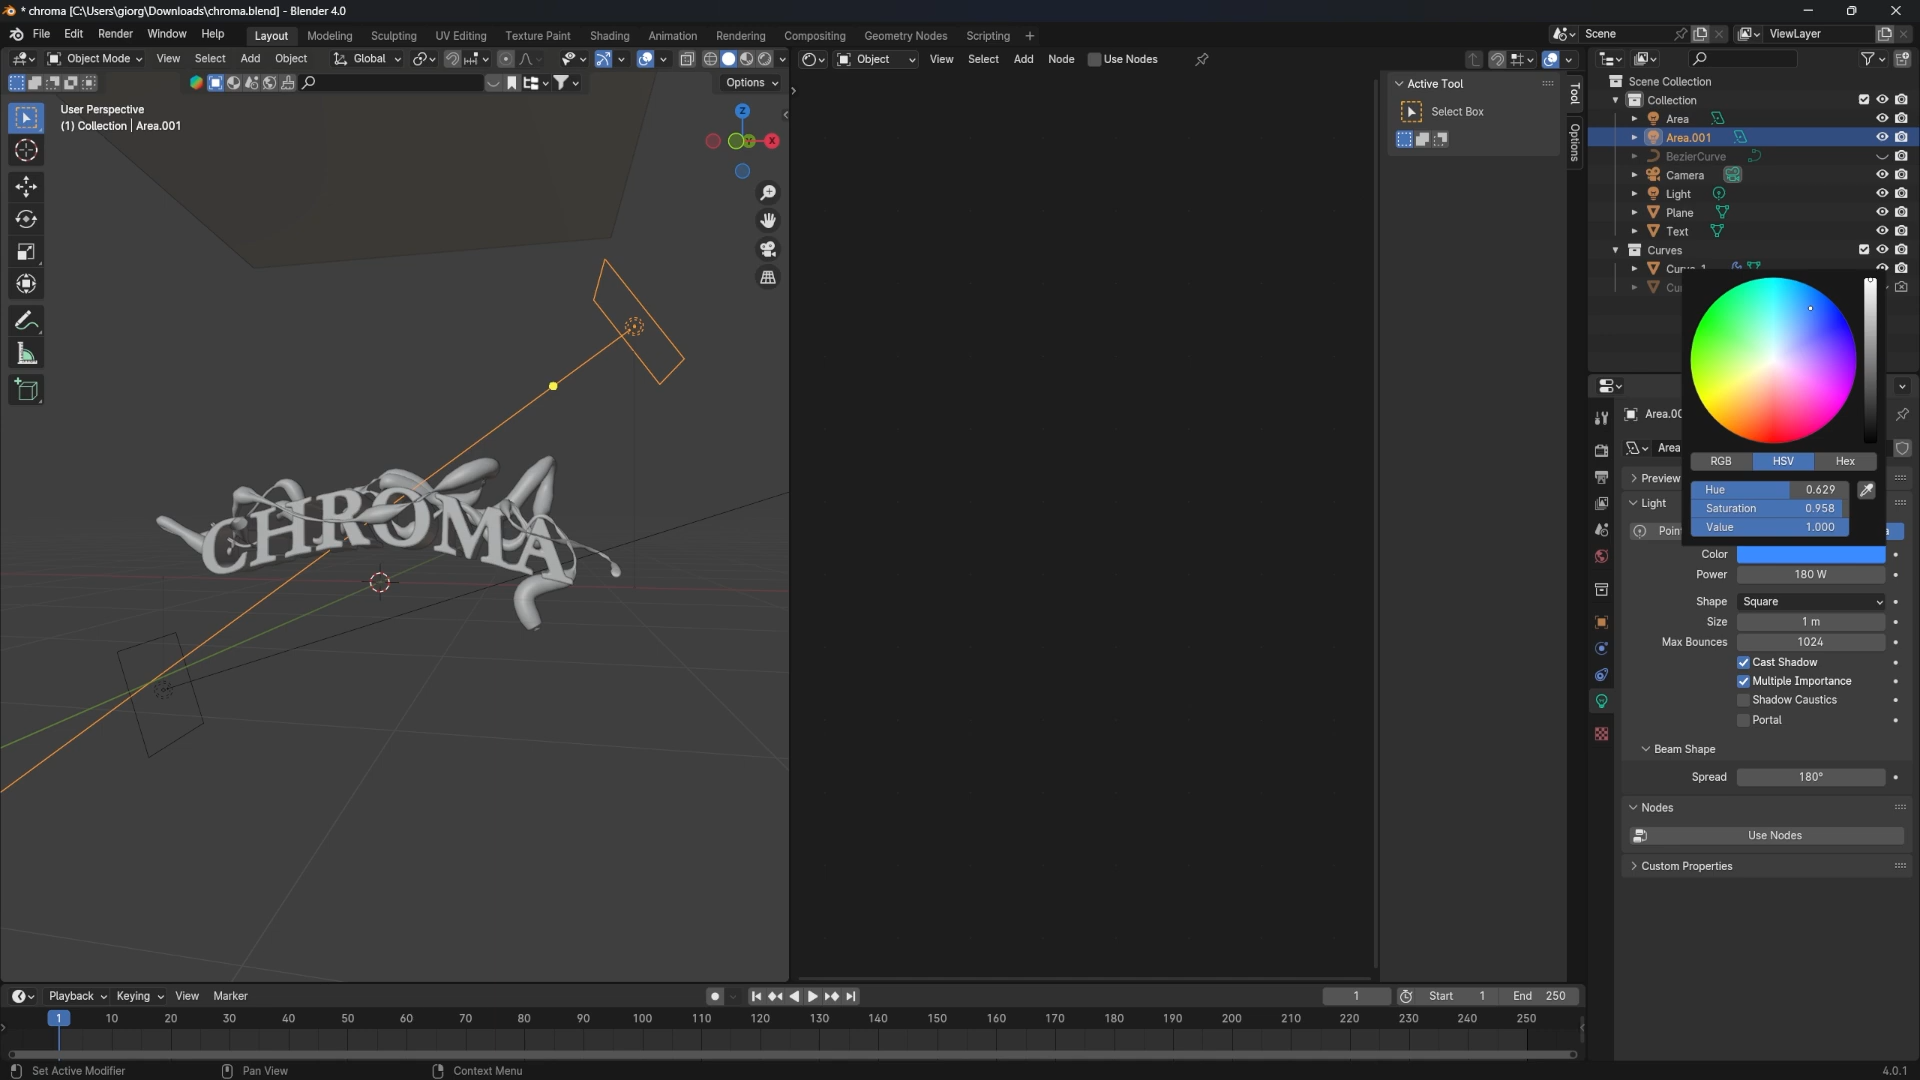 * chroma [C:\Users\giorg\Downloads\chroma.blend] - Blender 4.0
File Edit Render Window Help Layout Modeling Sculpting UV Editing Texture Paint Shading Animation Rendering Compositing Geometry Nodes Scripting + Scene ViewLayer
Object Mode View Select Add Object Global Object View Select Add Node Use Nodes
Options
User Perspective
(1) Collection | Area.001
Z
X
CHROMA
Active Tool
Select Box
Tool
Options
Scene Collection
Collection
Area
Area.001
BezierCurve
Camera
Light
Plane
Text
Curves
RGB HSV Hex
Hue 0.629
Saturation 0.958
Value 1.000
Area
Preview
Light
Color
Power 180 W
Shape Square
Size 1 m
Max Bounces 1024
Cast Shadow
Multiple Importance
Shadow Caustics
Portal
Beam Shape
Spread 180°
Nodes
Use Nodes
Custom Properties
Playback Keying View Marker 1 Start 1 End 250
1 10 20 30 40 50 60 70 80 90 100 110 120 130 140 150 160 170 180 190 200 210 220 230 240 250
Set Active Modifier Pan View Context Menu 4.0.1